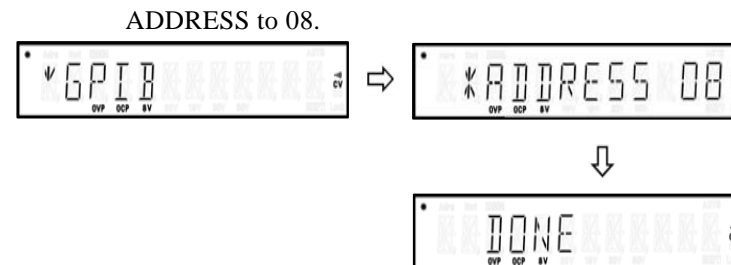 ADDRESS to 08.
GPIB
CV
OVP OCP 8V
ADDRESS 08
OVP OCP 8V
DONE
OVP OCP 8V